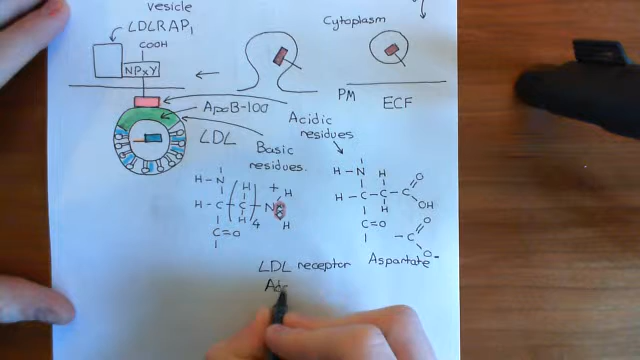 vesicle
LDLRAP1
COOH
NPxY
Cytoplasm
PM
ECF
ApoB-100
LDL
Acidic
residues
Basic
residues.
H-N
H
+
H
H-C
C
N
H
H
4
C=O
H-N
H
O
H-C-C-C
H
OH
C=O
O
-C
O-
LDL receptor
Aspartate